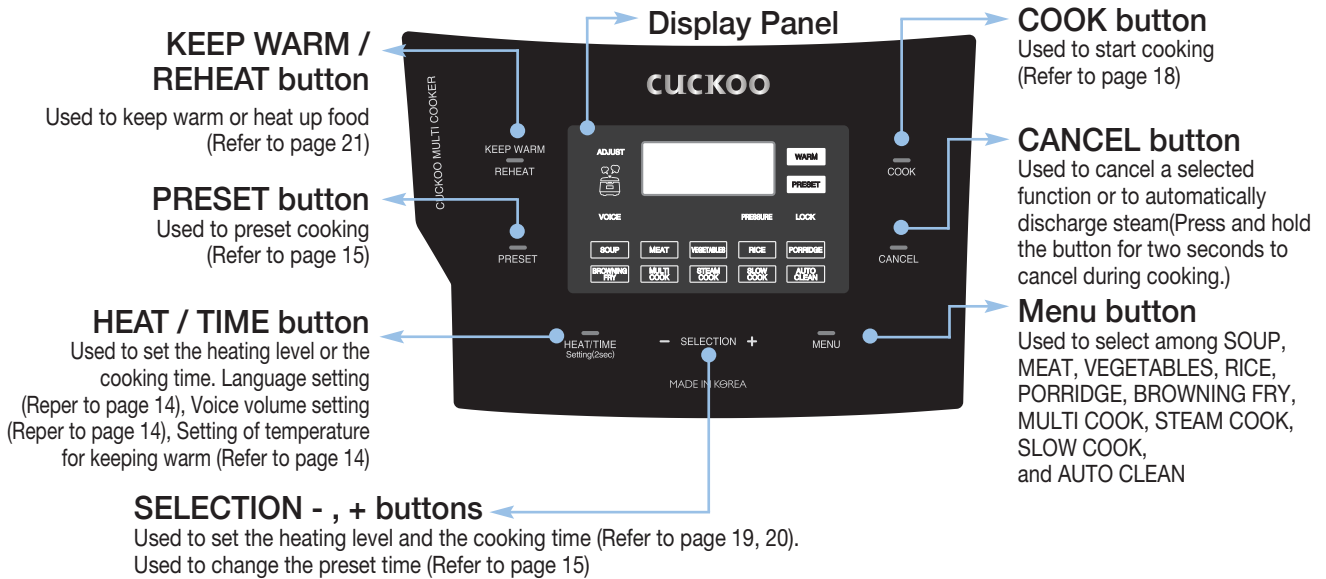 Display Panel
KEEP WARM /
REHEAT button
Used to keep warm or heat up food
(Refer to page 21)
PRESET button
Used to preset cooking
(Refer to page 15)
HEAT / TIME button
Used to set the heating level or the
cooking time. Language setting
(Reper to page 14), Voice volume setting
(Reper to page 14), Setting of temperature
for keeping warm (Refer to page 14)
CUCKOO MULTI COOKER
CUCKOO
KEEP WARM
REHEAT
PRESET
ADJUST
WARM
PRESET
VOICE PRESSURE LOCK
SOUP MEAT VEGETABLES RICE PORRIDGE
BROWNING
FRY
MULTI
COOK
STEAM
COOK
SLOW
COOK
AUTO
CLEAN
COOK
CANCEL
HEAT/TIME
Setting(2sec)
- SELECTION +
MENU
MADE IN KOREA
COOK button
Used to start cooking
(Refer to page 18)
CANCEL button
Used to cancel a selected
function or to automatically
discharge steam(Press and hold
the button for two seconds to
cancel during cooking.)
Menu button
Used to select among SOUP,
MEAT, VEGETABLES, RICE,
PORRIDGE, BROWNING FRY,
MULTI COOK, STEAM COOK,
SLOW COOK,
and AUTO CLEAN
SELECTION - , + buttons
Used to set the heating level and the cooking time (Refer to page 19, 20).
Used to change the preset time (Refer to page 15)